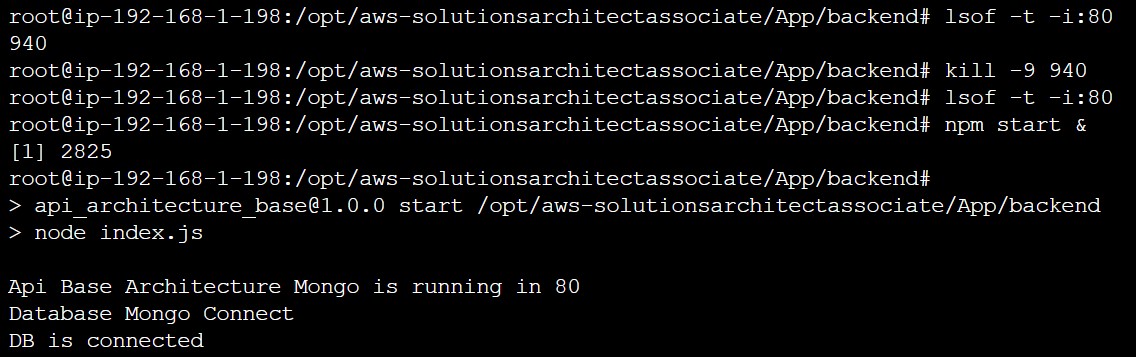 root@ip-192-168-1-198:/opt/aws-solutionsarchitectassociate/App/backend# lsof -t -i:80
940
root@ip-192-168-1-198:/opt/aws-solutionsarchitectassociate/App/backend# kill -9 940
root@ip-192-168-1-198:/opt/aws-solutionsarchitectassociate/App/backend# lsof -t -i:80
root@ip-192-168-1-198:/opt/aws-solutionsarchitectassociate/App/backend# npm start &
[1] 2825
root@ip-192-168-1-198:/opt/aws-solutionsarchitectassociate/App/backend#
> api_architecture_base@1.0.0 start /opt/aws-solutionsarchitectassociate/App/backend
> node index.js
Api Base Architecture Mongo is running in 80
Database Mongo Connect
DB is connected